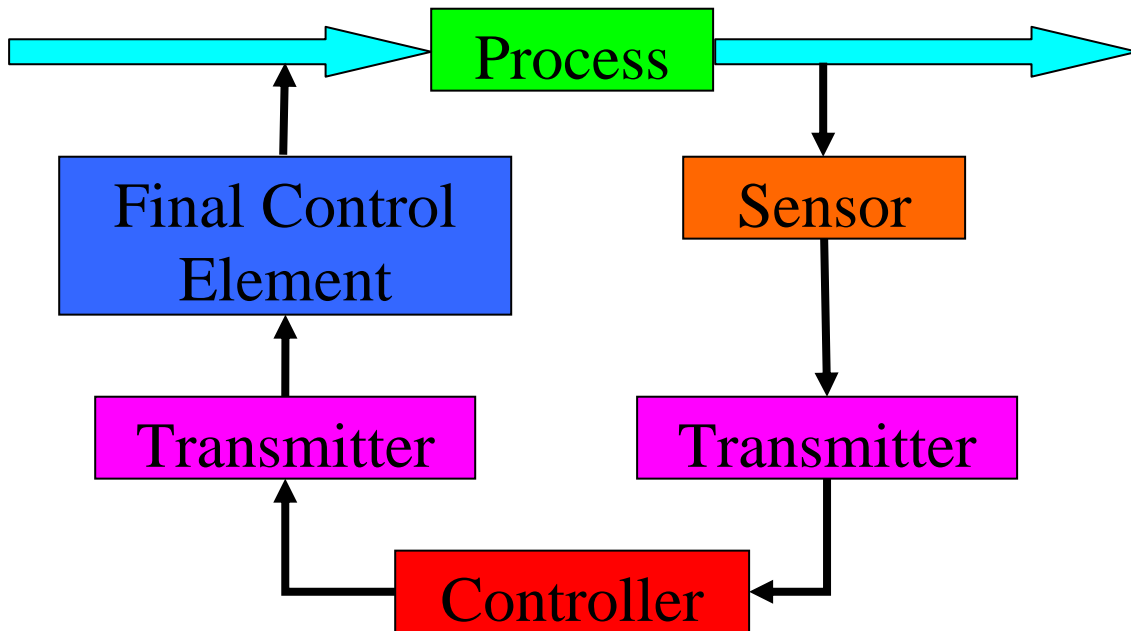 Process
Final Control
Element
Sensor
Transmitter
Transmitter
Controller